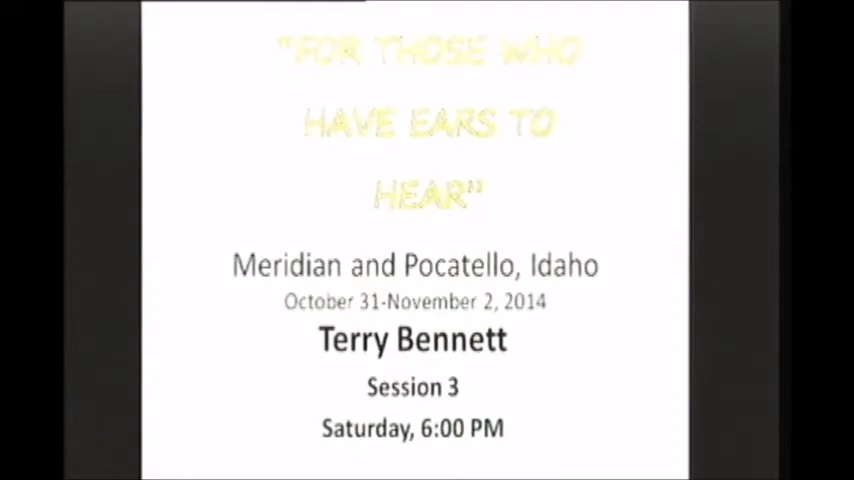 "FOR THOSE WHO
HAVE EARS TO
HEAR"
Meridian and Pocatello, Idaho
October 31-November 2, 2014
Terry Bennett
Session 3
Saturday, 6:00 PM